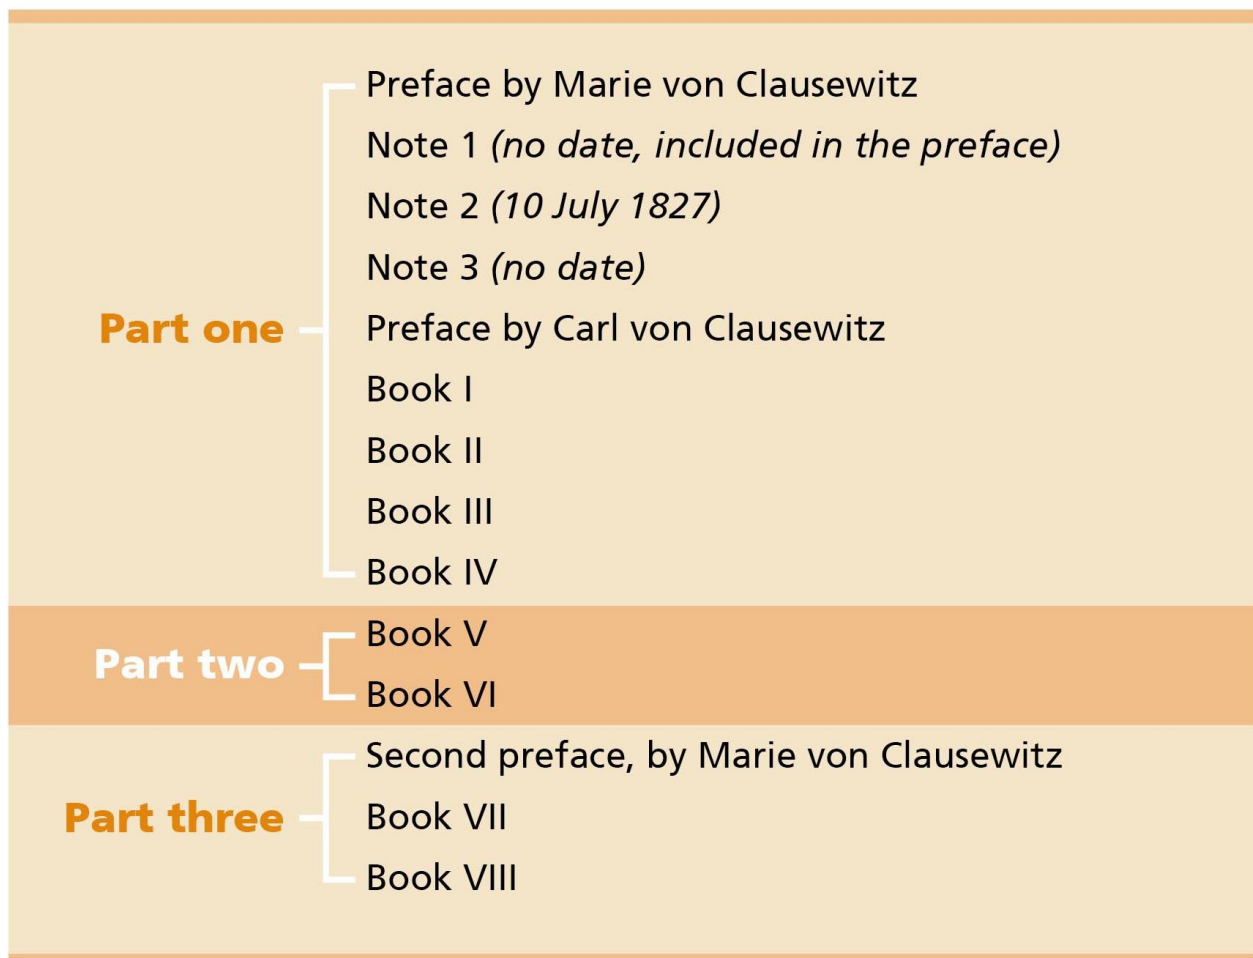 Part one
Preface by Marie von Clausewitz
Note 1 (no date, included in the preface)
Note 2 (10 July 1827)
Note 3 (no date)
Preface by Carl von Clausewitz
Book I
Book II
Book III
Book IV
Part two
Book V
Book VI
Part three
Second preface, by Marie von Clausewitz
Book VII
Book VIII